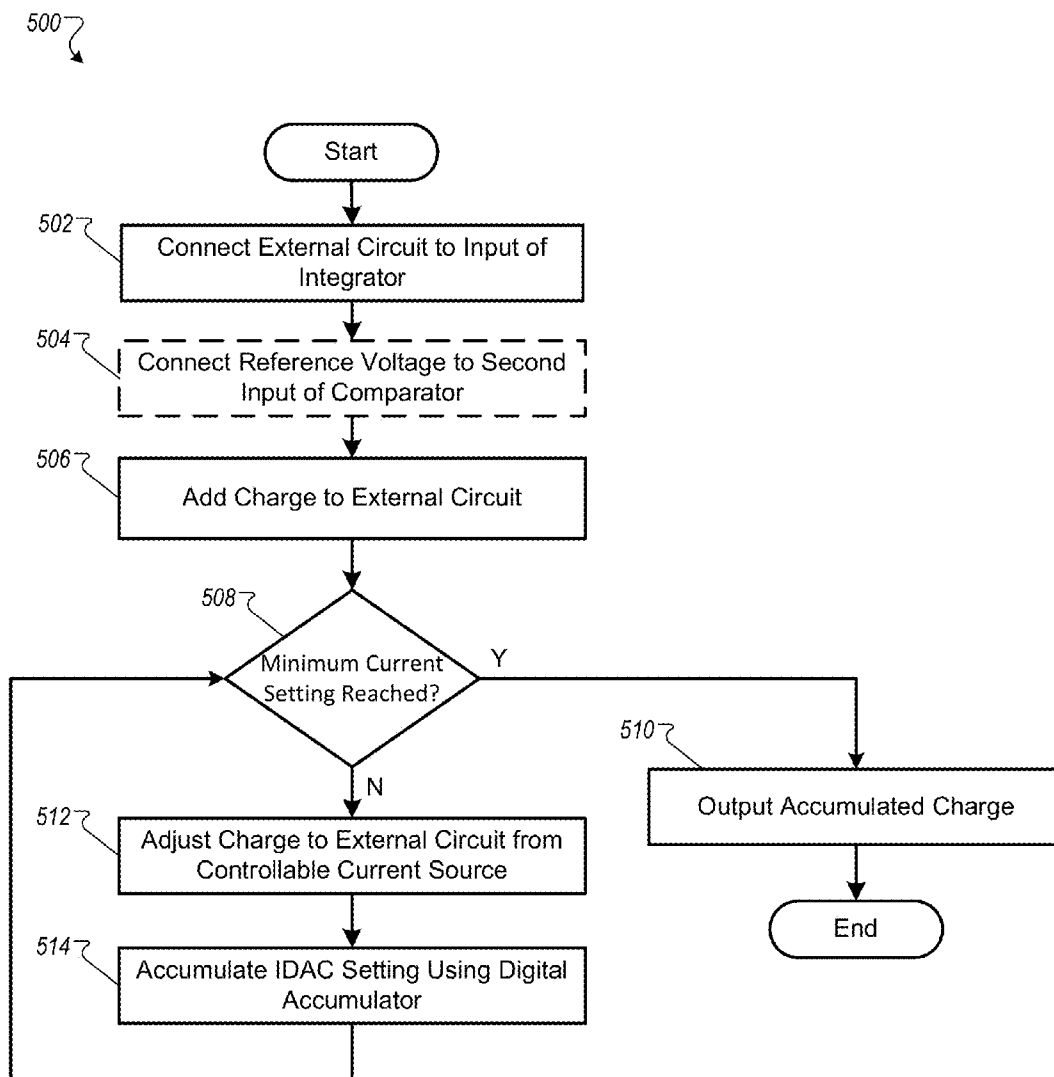 500
Start
502
Connect External Circuit to Input of
Integrator
504
Connect Reference Voltage to Second
Input of Comparator
506
Add Charge to External Circuit
508
Minimum Current
Setting Reached?
Y
N
510
Output Accumulated Charge
512
Adjust Charge to External Circuit from
Controllable Current Source
End
514
Accumulate IDAC Setting Using Digital
Accumulator